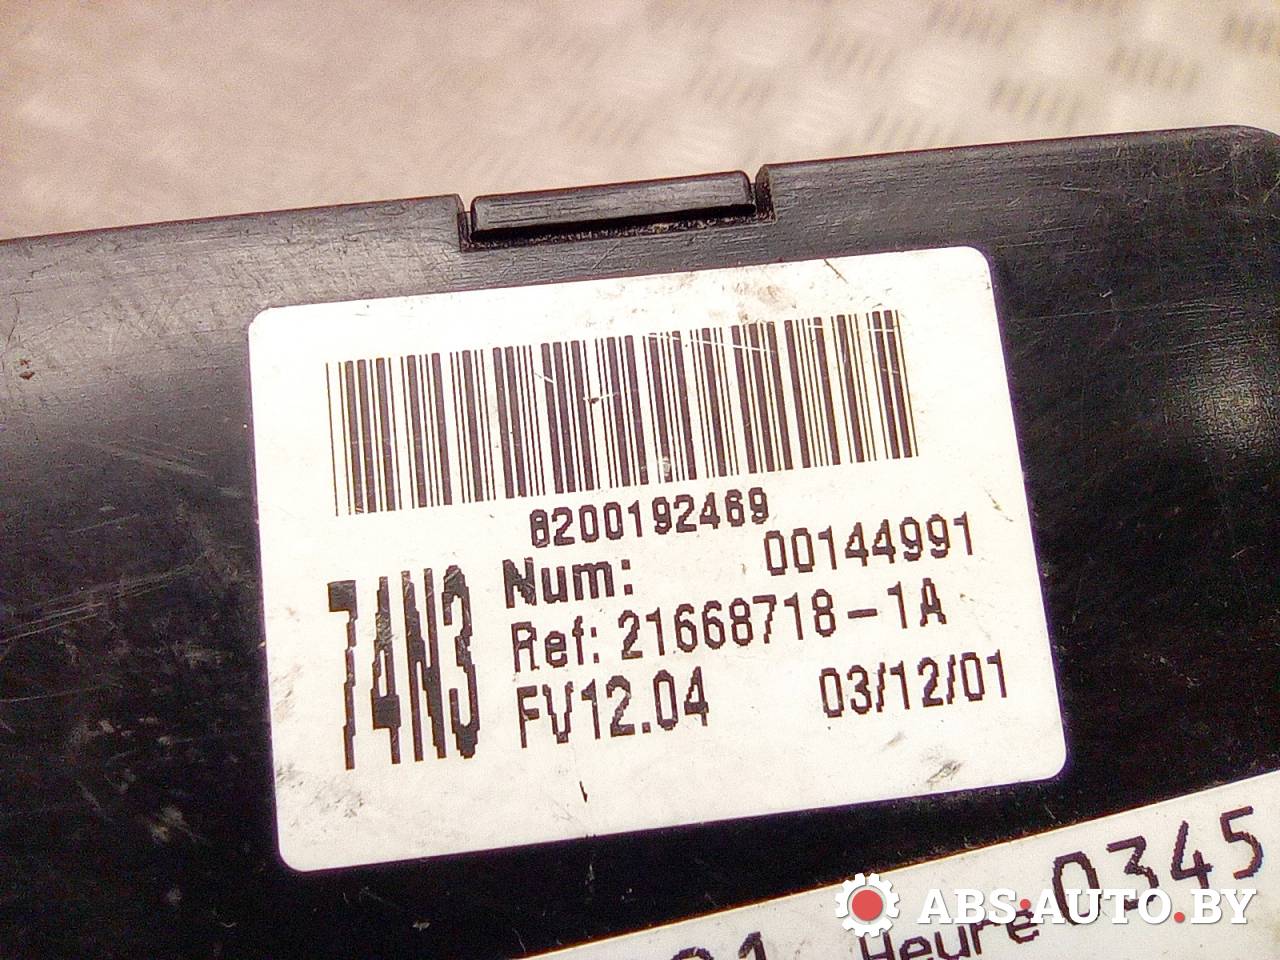 8200192469
74N3
Num: 00144991
Ref: 21668718-1A
FV12.04 03/12/01
Heure 0345
ABS-AUTO.BY